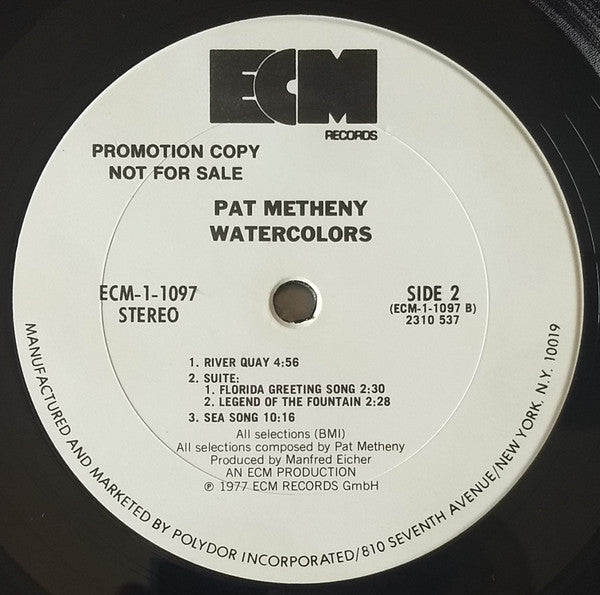 ECM
RECORDS
PROMOTION COPY
NOT FOR SALE
PAT METHENY
WATERCOLORS
ECM-1-1097
STEREO
SIDE 2
(ECM-1-1097 B)
2310 537
1. RIVER QUAY 4:56
2. SUITE:
1. FLORIDA GREETING SONG 2:30
2. LEGEND OF THE FOUNTAIN 2:28
3. SEA SONG 10:16
All selections (BMI)
All selections composed by Pat Metheny
Produced by Manfred Eicher
AN ECM PRODUCTION
℗ 1977 ECM RECORDS GmbH
MANUFACTURED AND MARKETED BY POLYDOR INCORPORATED/810 SEVENTH AVENUE/NEW YORK, N.Y. 10019